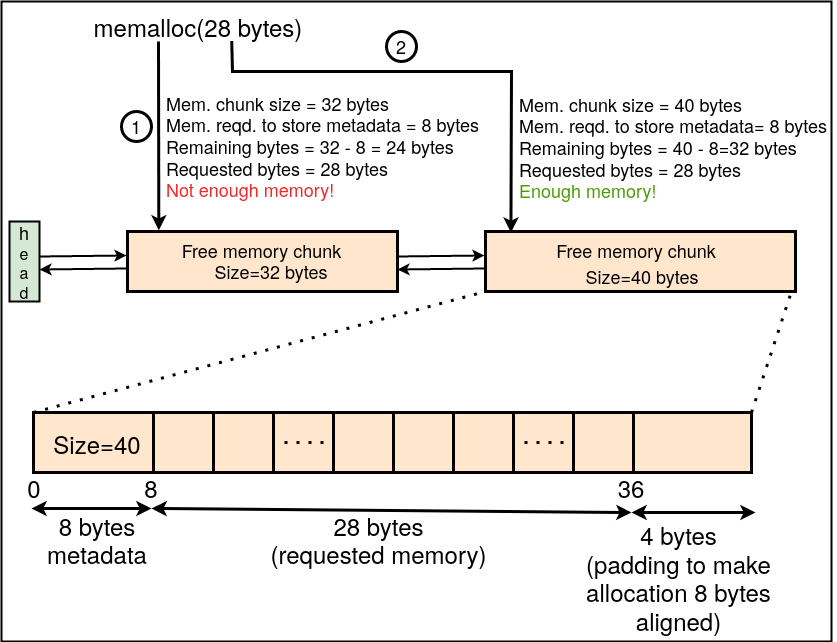 memalloc(28 bytes)
2
1
Mem. chunk size = 32 bytes
Mem. reqd. to store metadata = 8 bytes
Remaining bytes = 32 - 8 = 24 bytes
Requested bytes = 28 bytes
Not enough memory!
Mem. chunk size = 40 bytes
Mem. reqd. to store metadata= 8 bytes
Remaining bytes = 40 - 8=32 bytes
Requested bytes = 28 bytes
Enough memory!
h
e
a
d
Free memory chunk
Size=32 bytes
Free memory chunk
Size=40 bytes
Size=40
....
....
0
8
36
8 bytes
metadata
28 bytes
(requested memory)
4 bytes
(padding to make
allocation 8 bytes
aligned)